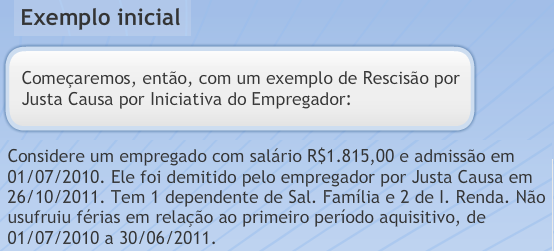 Exemplo inicial
Começaremos, então, com um exemplo de Rescisão por
Justa Causa por Iniciativa do Empregador:
Considere um empregado com salário R$1.815,00 e admissão em
01/07/2010. Ele foi demitido pelo empregador por Justa Causa em
26/10/2011. Tem 1 dependente de Sal. Família e 2 de I. Renda. Não
usufruiu férias em relação ao primeiro período aquisitivo, de
01/07/2010 a 30/06/2011.